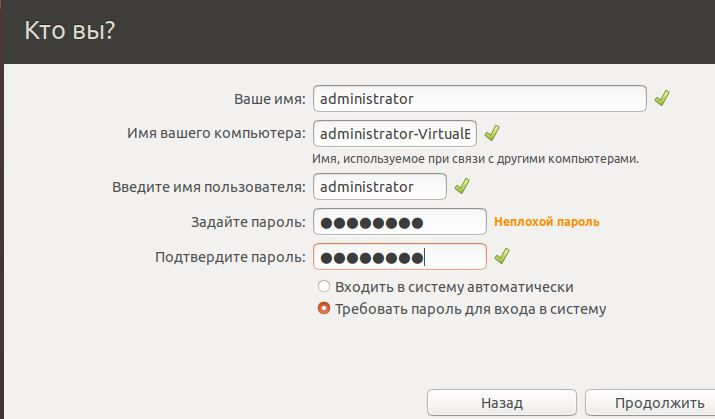 Кто вы?
Ваше имя: administrator
Имя вашего компьютера: administrator-VirtualB
Имя, используемое при связи с другими компьютерами.
Введите имя пользователя: administrator
Задайте пароль: ●●●●●●●● Неплохой пароль
Подтвердите пароль: ●●●●●●●●
Входить в систему автоматически
Требовать пароль для входа в систему
Назад Продолжить